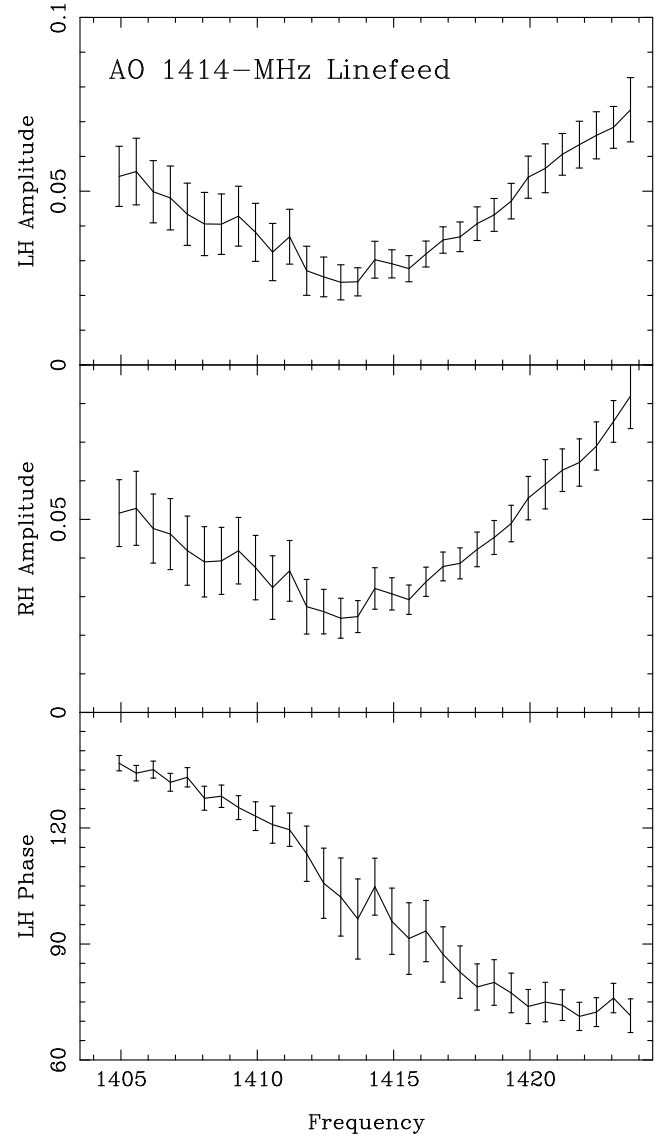 0.1
AO 1414-MHz Linefeed
LH Amplitude
0.05
0
RH Amplitude
0.05
0
LH Phase
120
90
60
1405 1410 1415 1420
Frequency